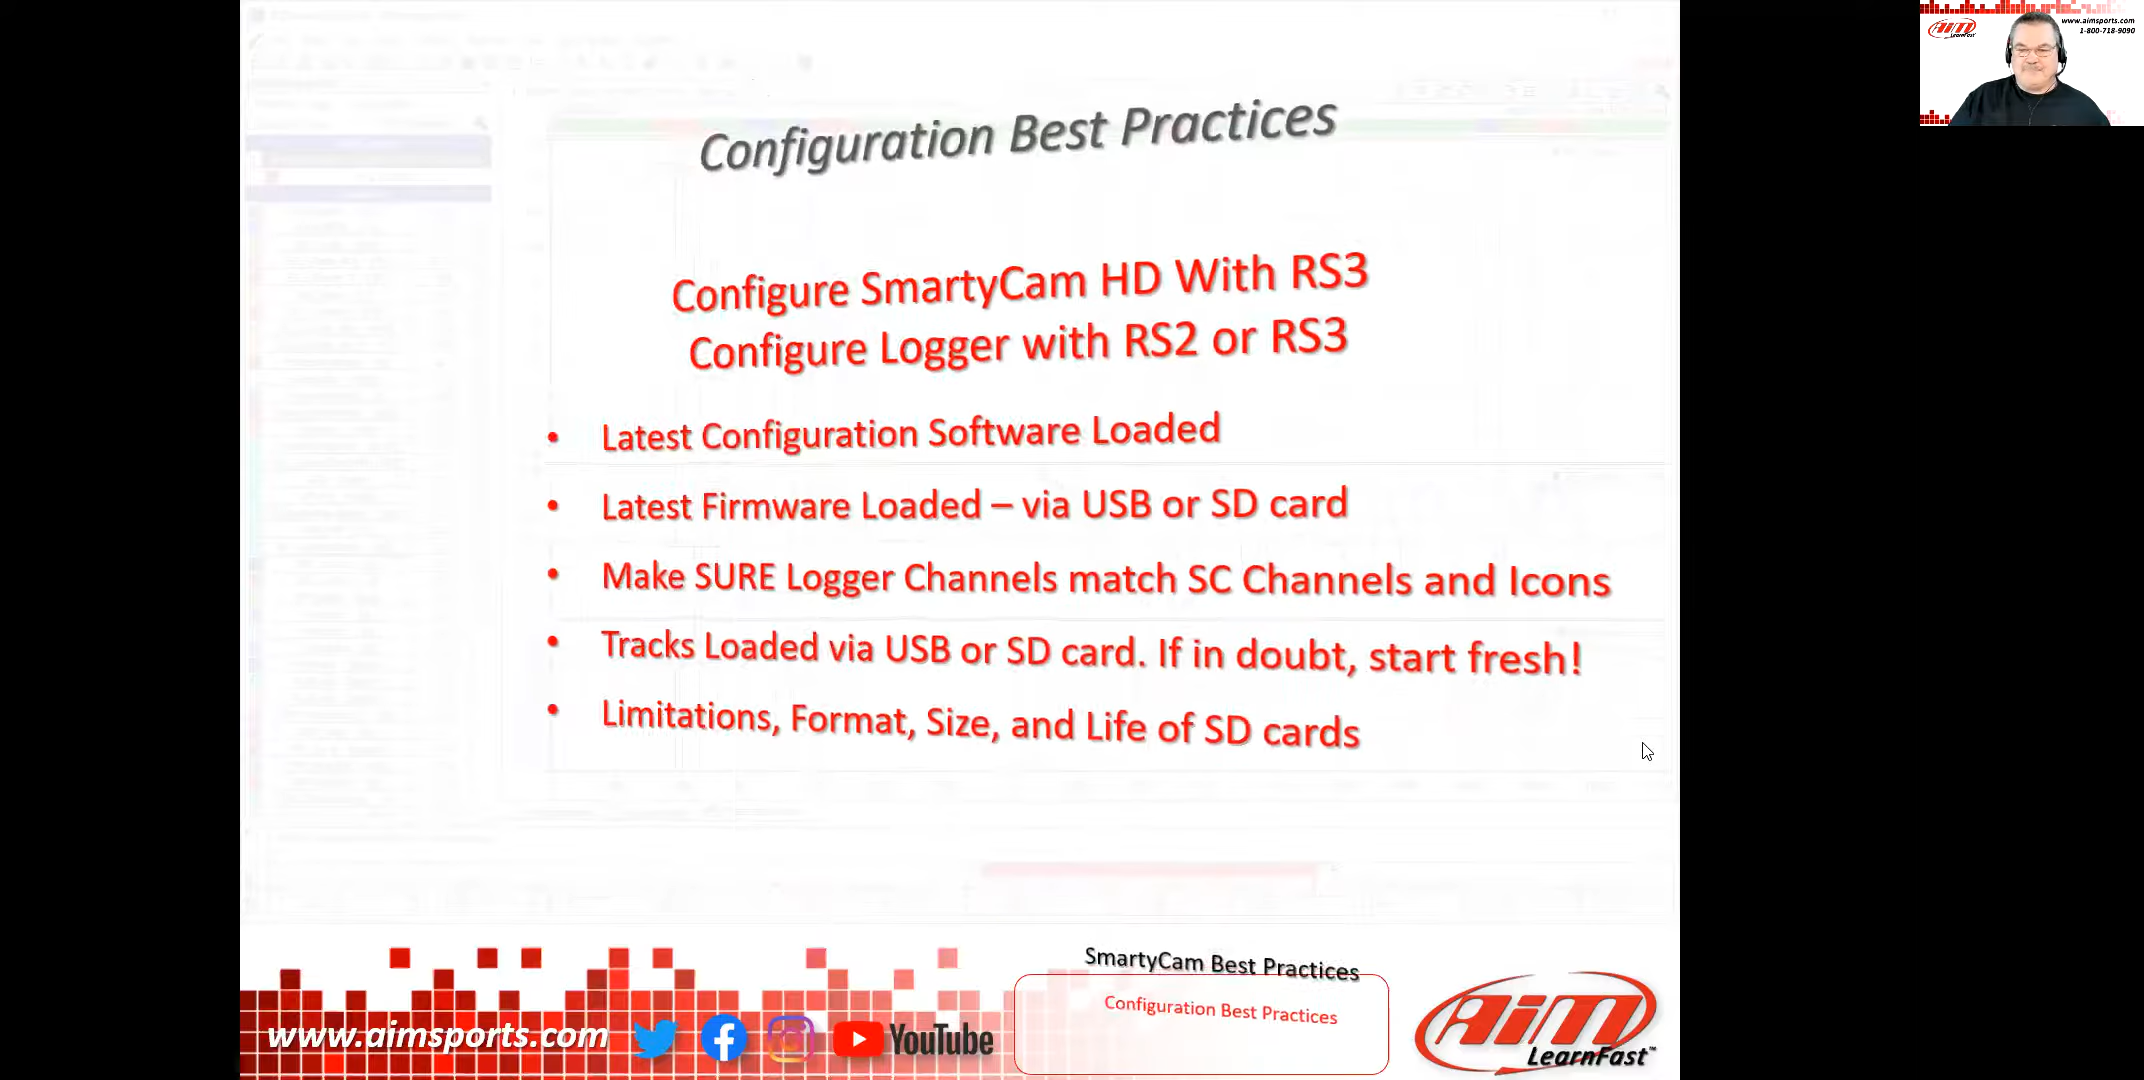 Configuration Best Practices
Configure SmartyCam HD With RS3
Configure Logger with RS2 or RS3
• Latest Configuration Software Loaded
• Latest Firmware Loaded – via USB or SD card
• Make SURE Logger Channels match SC Channels and Icons
• Tracks Loaded via USB or SD card. If in doubt, start fresh!
• Limitations, Format, Size, and Life of SD cards
SmartyCam Best Practices
Configuration Best Practices
www.aimsports.com
YouTube
AiM
LearnFast™
AiM
LearnFast
www.aimsports.com
1-800-718-9090